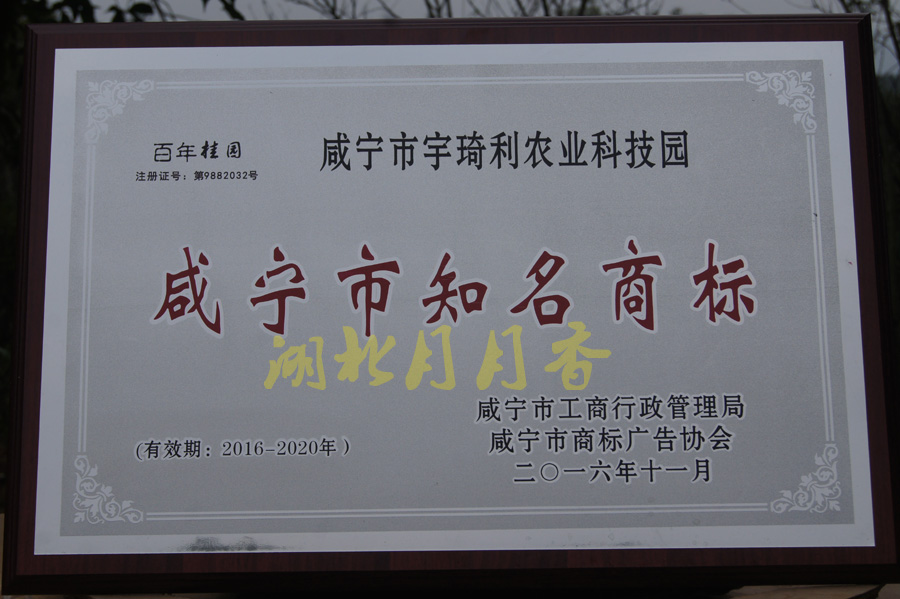 百年桂园
注册证号：第9882032号
咸宁市宇琦利农业科技园
咸宁市知名商标
湖北月月香
咸宁市工商行政管理局
咸宁市商标广告协会
(有效期：2016-2020年）
二〇一六年十一月